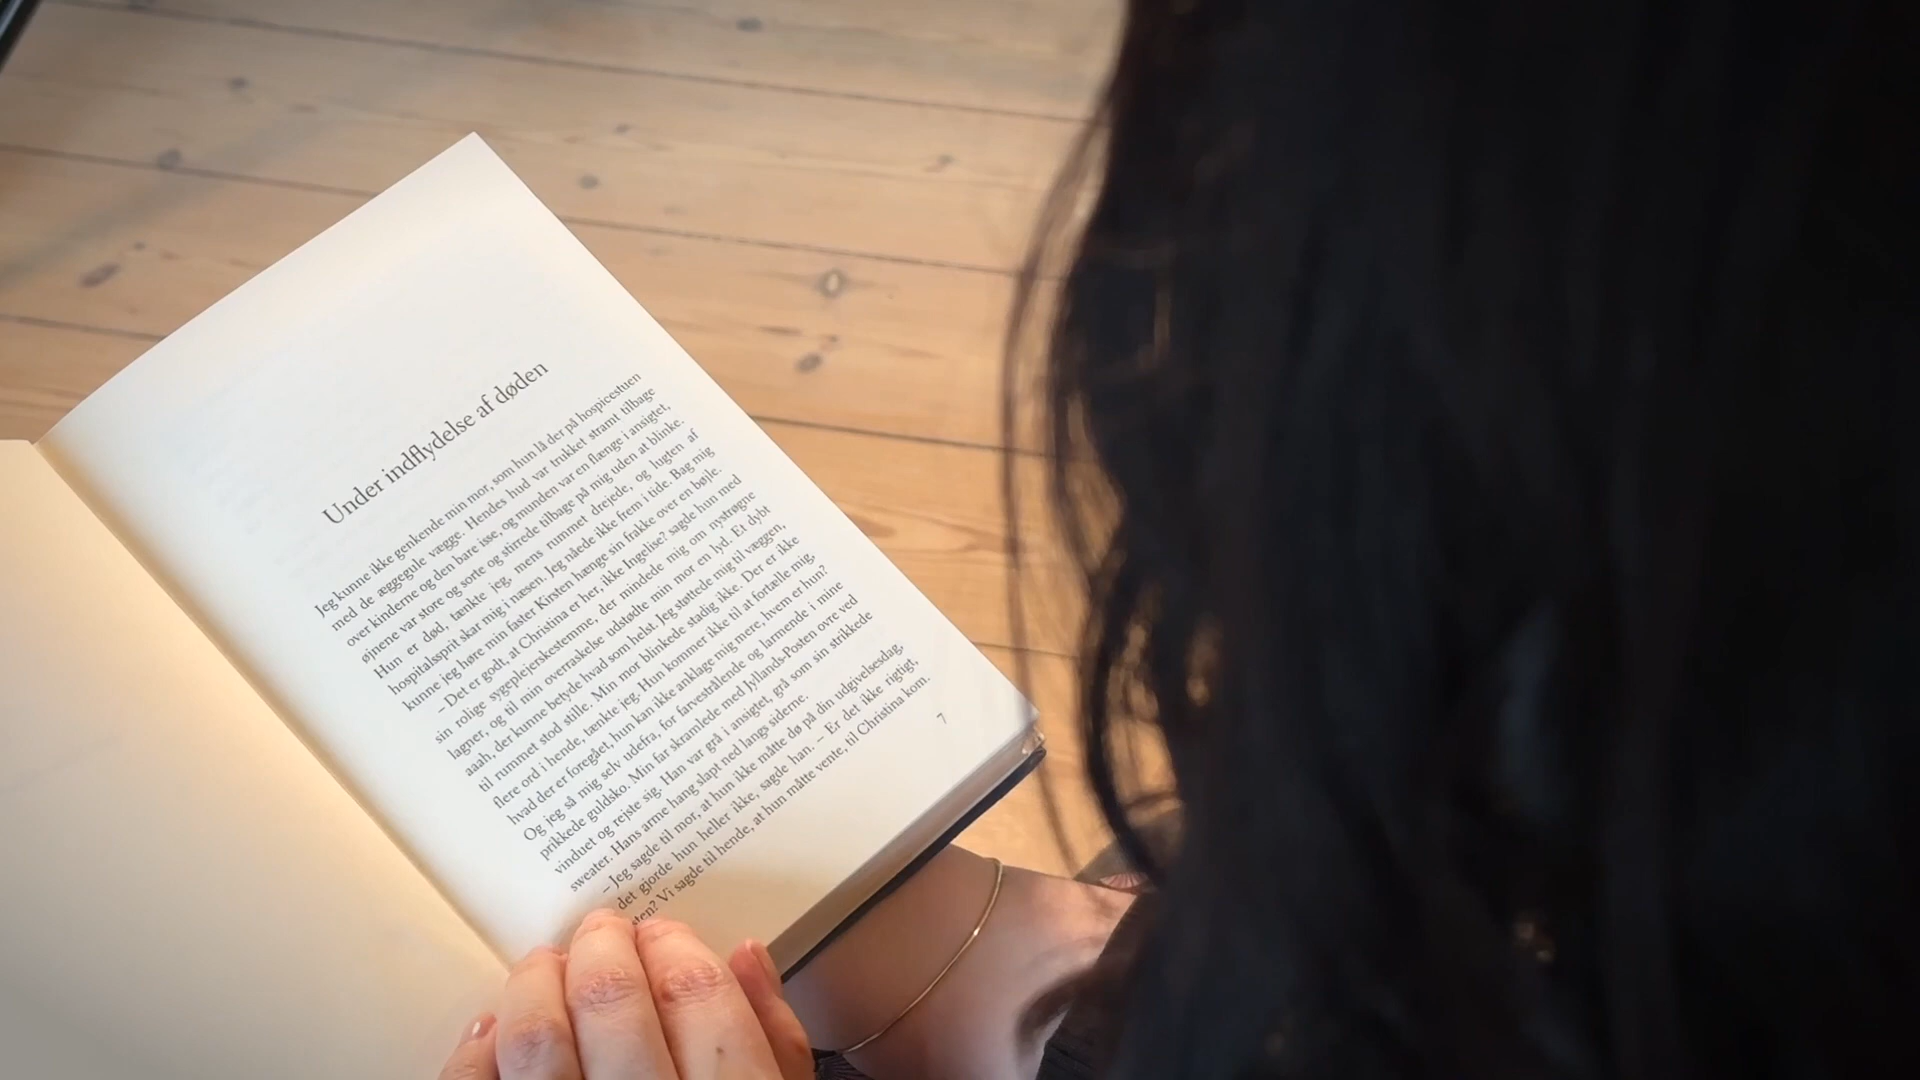 Under indflydelse af døden
Jeg kunne ikke genkende min mor, som hun lå der på hospicestuen
med de æggegule vægge. Hendes hud var trukket stramt tilbage
over kinderne og den bare isse, og munden var en flænge i ansigtet,
øjnene var store og sorte og stirrede tilbage på mig uden at blinke.
Hun er død, tænkte jeg, mens rummet drejede, og lugten af
hospitalssprit skar mig i næsen. Jeg nåede ikke frem i tide. Bag mig
kunne jeg høre min faster Kirsten hænge sin frakke over en bøjle.
– Det er godt, at Christina er her, ikke Ingelise? sagde hun med
sin rolige sygeplejerskestemme, der mindede mig om nystrøgne
lagner, og til min overraskelse udstødte min mor en lyd. Et dybt
aaah, der kunne betyde hvad som helst. Jeg støttede mig til væggen,
til rummet stod stille. Min mor blinkede stadig ikke. Der er ikke
flere ord i hende, tænkte jeg. Hun kommer ikke til at fortælle mig,
hvad der er foregået, hun kan ikke anklage mig mere, hvem er hun?
Og jeg så mig selv udefra, for farvestrålende og larmende i mine
prikkede guldsko. Min far skramlede med Jyllands-Posten ovre ved
vinduet og rejste sig. Han var grå i ansigtet, grå som sin strikkede
sweater. Hans arme hang slapt ned langs siderne.
– Jeg sagde til mor, at hun ikke måtte dø på din udgivelsesdag,
det gjorde hun heller ikke, sagde han. – Er det ikke rigtigt,
sten? Vi sagde til hende, at hun måtte vente, til Christina kom.
7